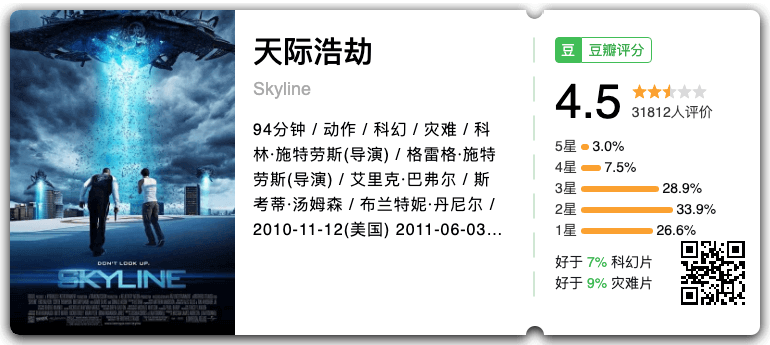 天际浩劫
Skyline
94分钟 / 动作 / 科幻 / 灾难 / 科
林·施特劳斯(导演) / 格雷格·施特
劳斯(导演) / 艾里克·巴弗尔 / 斯
考蒂·汤姆森 / 布兰特妮·丹尼尔 /
2010-11-12(美国) 2011-06-03...
豆 豆瓣评分
4.5
31812人评价
5星 3.0%
4星 7.5%
3星 28.9%
2星 33.9%
1星 26.6%
好于 7% 科幻片
好于 9% 灾难片
DON'T LOOK UP.
SKYLINE